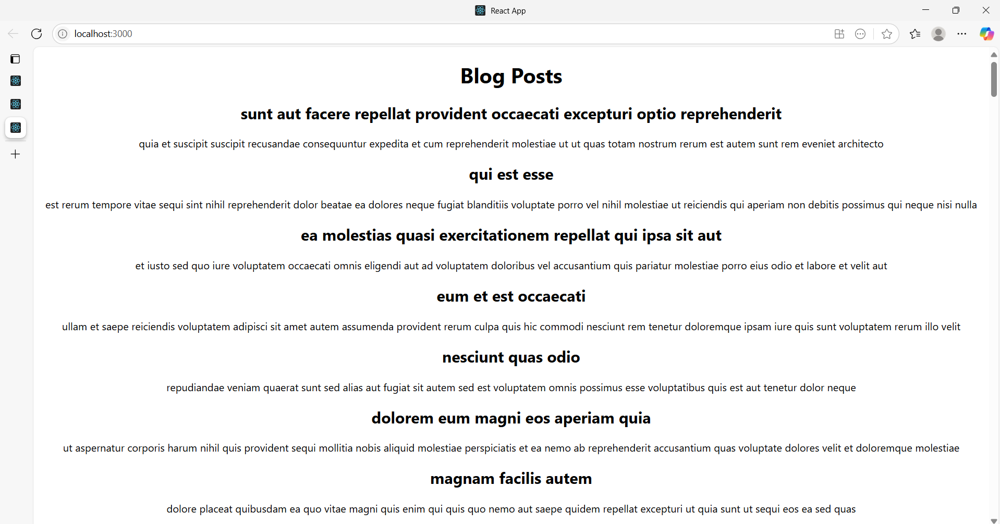 React App
localhost:3000
Blog Posts
sunt aut facere repellat provident occaecati excepturi optio reprehenderit
quia et suscipit suscipit recusandae consequuntur expedita et cum reprehenderit molestiae ut ut quas totam nostrum rerum est autem sunt rem eveniet architecto
qui est esse
est rerum tempore vitae sequi sint nihil reprehenderit dolor beatae ea dolores neque fugiat blanditiis voluptate porro vel nihil molestiae ut reiciendis qui aperiam non debitis possimus qui neque nisi nulla
ea molestias quasi exercitationem repellat qui ipsa sit aut
et iusto sed quo iure voluptatem occaecati omnis eligendi aut ad voluptatem doloribus vel accusantium quis pariatur molestiae porro eius odio et labore et velit aut
eum et est occaecati
ullam et saepe reiciendis voluptatem adipisci sit amet autem assumenda provident rerum culpa quis hic commodi nesciunt rem tenetur doloremque ipsam iure quis sunt voluptatem rerum illo velit
nesciunt quas odio
repudiandae veniam quaerat sunt sed alias aut fugiat sit autem sed est voluptatem omnis possimus esse voluptatibus quis est aut tenetur dolor neque
dolorem eum magni eos aperiam quia
ut aspernatur corporis harum nihil quis provident sequi mollitia nobis aliquid molestiae perspiciatis et ea nemo ab reprehenderit accusantium quas voluptate dolores velit et doloremque molestiae
magnam facilis autem
dolore placeat quibusdam ea quo vitae magni quis enim qui quis quo nemo aut saepe quidem repellat excepturi ut quia sunt ut sequi eos ea sed quas